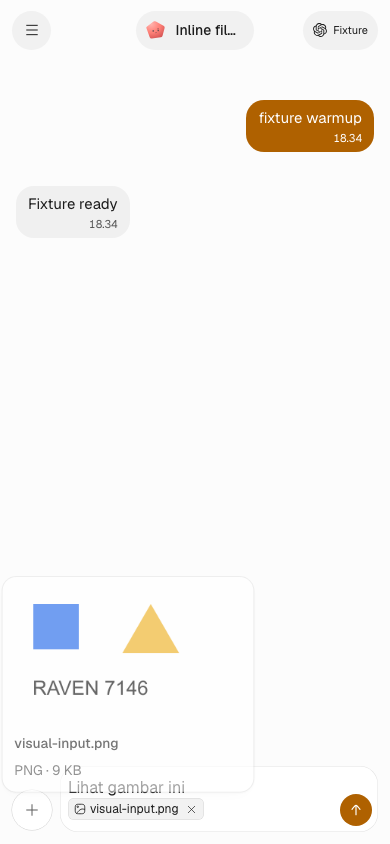 Inline fil...
Fixture
fixture warmup
18.34
Fixture ready
18.34
RAVEN 7146
visual-input.png
PNG · 9 KB
Lihat gambar ini
visual-input.png